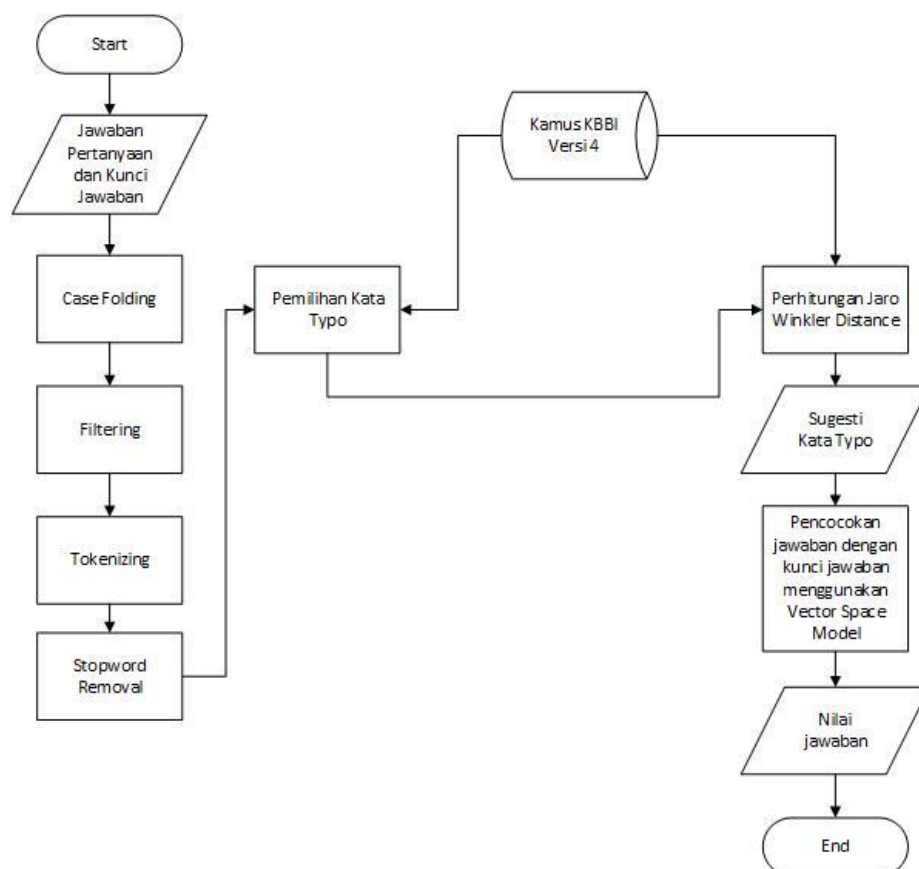 Start
Jawaban
Pertanyaan
dan Kunci
Jawaban
Case Folding
Filtering
Tokenizing
Stopword
Removal
Pemilihan Kata
Typo
Kamus KBBI
Versi 4
Perhitungan Jaro
Winkler Distance
Sugesti
Kata Typo
Pencocokan
jawaban dengan
kunci jawaban
menggunakan
Vector Space
Model
Nilai
jawaban
End